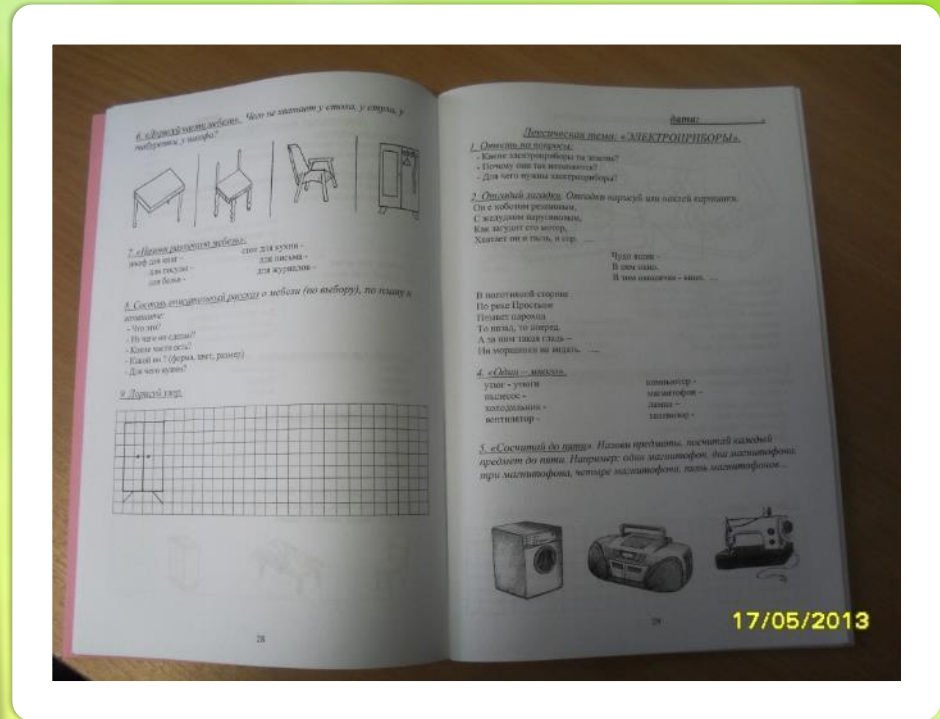 6. «Дорисуй части мебели». Чего не хватает у стола, у стула, у
табуретки, у шкафа?
7. «Назови различную мебель».
шкаф для книг –
для посуды –
для белья -
стол для кухни –
для письма -
для журналов –
8. Составь описательный рассказ о мебели (по выбору), по плану и
- Что это?
- Из чего он сделан?
- Какие части есть?
- Какой он ? (форма, цвет, размер)
- Для чего нужен?
9. Дорисуй узор.
28
дата:
Лексическая тема: «ЭЛЕКТРОПРИБОРЫ».
1. Ответь на вопросы:
- Какие электроприборы ты знаешь?
- Почему они так называются?
- Для чего нужны электроприборы?
2. Отгадай загадки. Отгадки нарисуй или наклей картинки.
Он с хоботом резиновым,
С желудком парусиновым,
Как загудит его мотор,
Хватает он и пыль, и сор. ...
Чудо ящик –
В нем окно,
В том окошечке - кино. ...
В полотняной стороне
По реке Простыне
Плывет пароход
То назад, то вперед,
А за ним такая гладь –
Ни морщинки не видать. ...
4. «Один – много».
утюг - утюги
пылесос -
холодильник -
вентилятор -
компьютер -
магнитофон –
лампа –
телевизор -
5. «Сосчитай до пяти». Назови предметы, посчитай каждый
предмет до пяти. Например: один магнитофон, два магнитофона,
три магнитофона, четыре магнитофона, пять магнитофонов...
29
17/05/2013